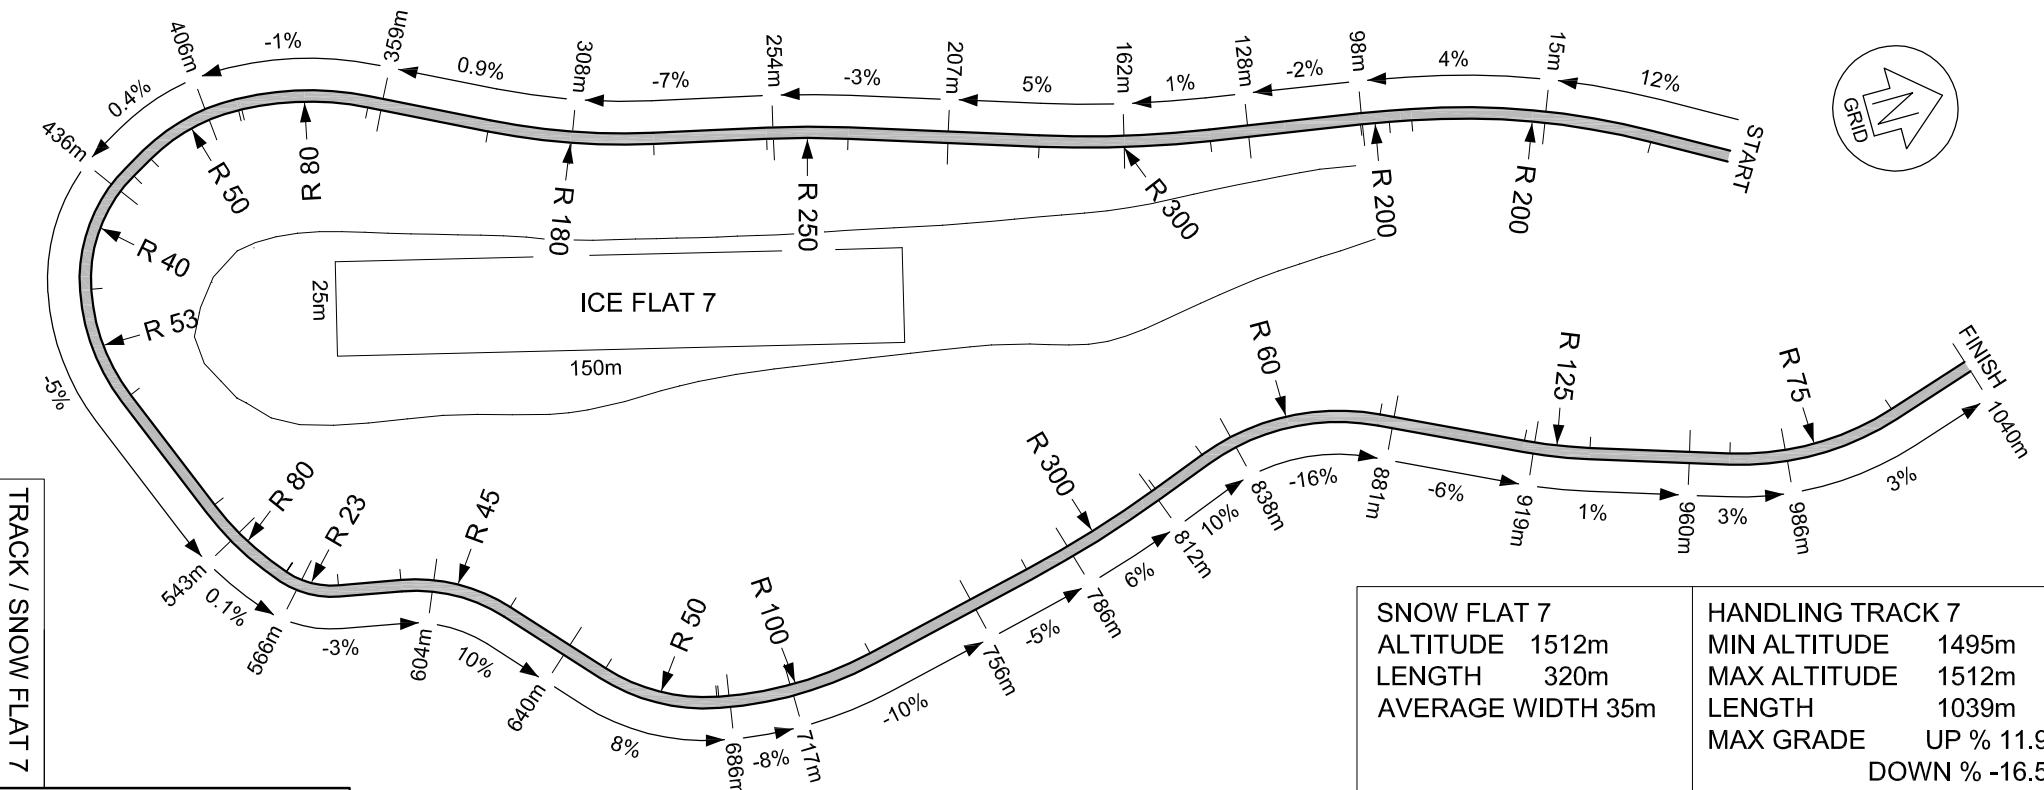 406m
-1%
359m
0.9%
308m
-7%
254m
-3%
207m
5%
162m
1%
128m
-2%
98m
4%
15m
12%
START
N
GRID
0.4%
436m
R 50
R 80
R 180
R 250
R 300
R 200
R 200
R 40
R 53
25m
ICE FLAT 7
150m
-5%
R 80
R 23
R 45
543m
0.1%
566m
-3%
604m
10%
640m
R 50
R 100
8%
686m
-8%
717m
-10%
756m
R 300
-5%
786m
6%
812m
10%
838m
R 60
-16%
881m
-6%
919m
R 125
1%
960m
3%
986m
R 75
3%
FINISH
1040m
TRACK / SNOW FLAT 7
SNOW FLAT 7
ALTITUDE 1512m
LENGTH 320m
AVERAGE WIDTH 35m
HANDLING TRACK 7
MIN ALTITUDE 1495m
MAX ALTITUDE 1512m
LENGTH 1039m
MAX GRADE UP % 11.9
DOWN % -16.5